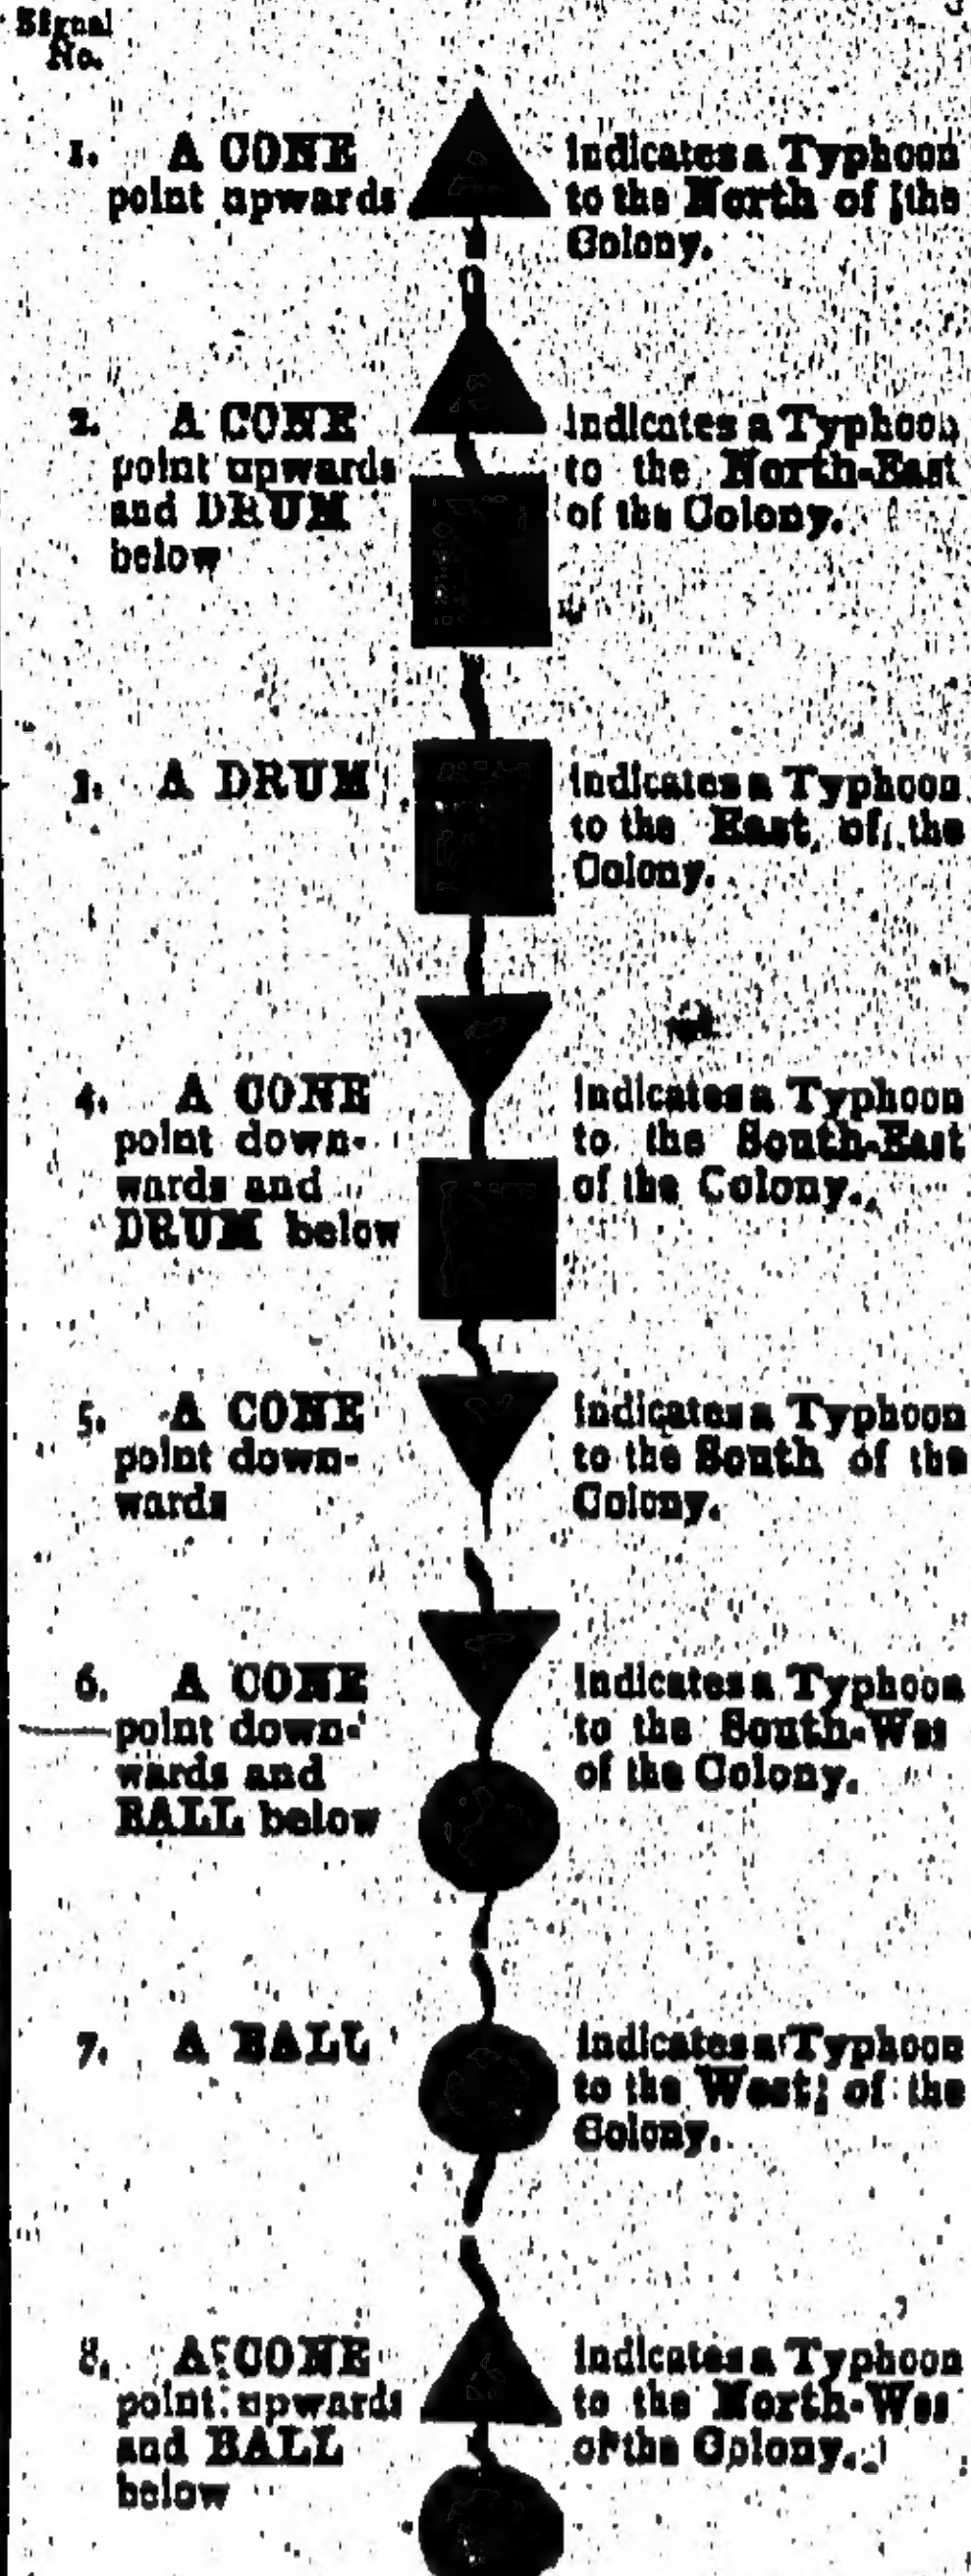 Signal
No.
1. A CONE
point upwards
indicates a Typhoon
to the North of the
Colony.
2. A CONE
point upwards
and DRUM
below
indicates a Typhoon
to the North-East
of the Colony.
3. A DRUM
indicates a Typhoon
to the East of the
Colony.
4. A CONE
point down-
wards and
DRUM below
indicates a Typhoon
to the South-East
of the Colony.
5. A CONE
point down-
wards
indicates a Typhoon
to the South of the
Colony.
6. A CONE
point down-
wards and
BALL below
indicates a Typhoon
to the South-Wes
of the Colony.
7. A BALL
indicates a Typhoon
to the West of the
Colony.
8. A CONE
point upwards
and BALL
below
indicates a Typhoon
to the North-Wes
of the Colony.